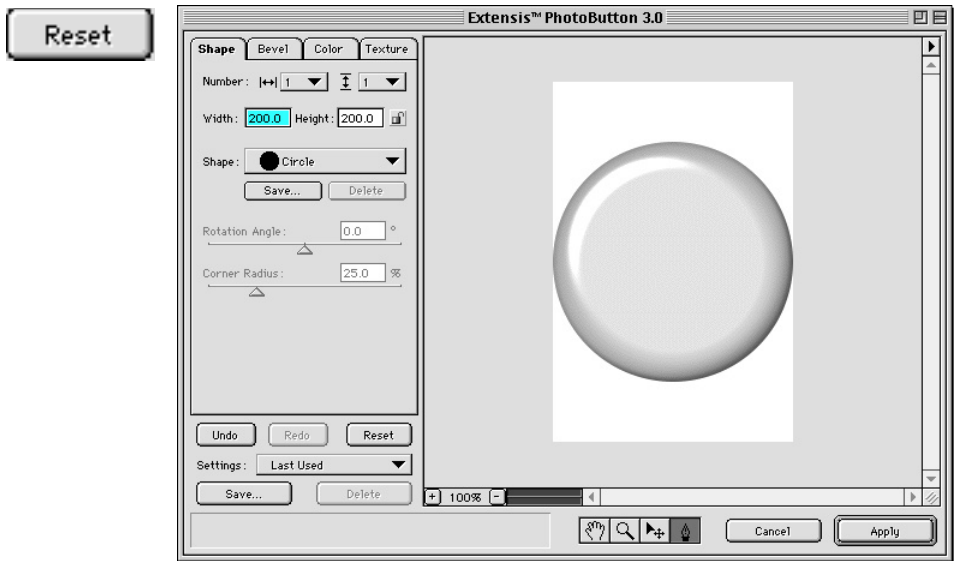 Reset
Extensis™ PhotoButton 3.0
Shape Bevel Color Texture
Number: 1 1
Width: 200.0 Height: 200.0
Shape: Circle
Save... Delete
Rotation Angle: 0.0 °
Corner Radius: 25.0 %
Undo Redo Reset
Settings: Last Used
Save... Delete
+ 100% -
Cancel Apply